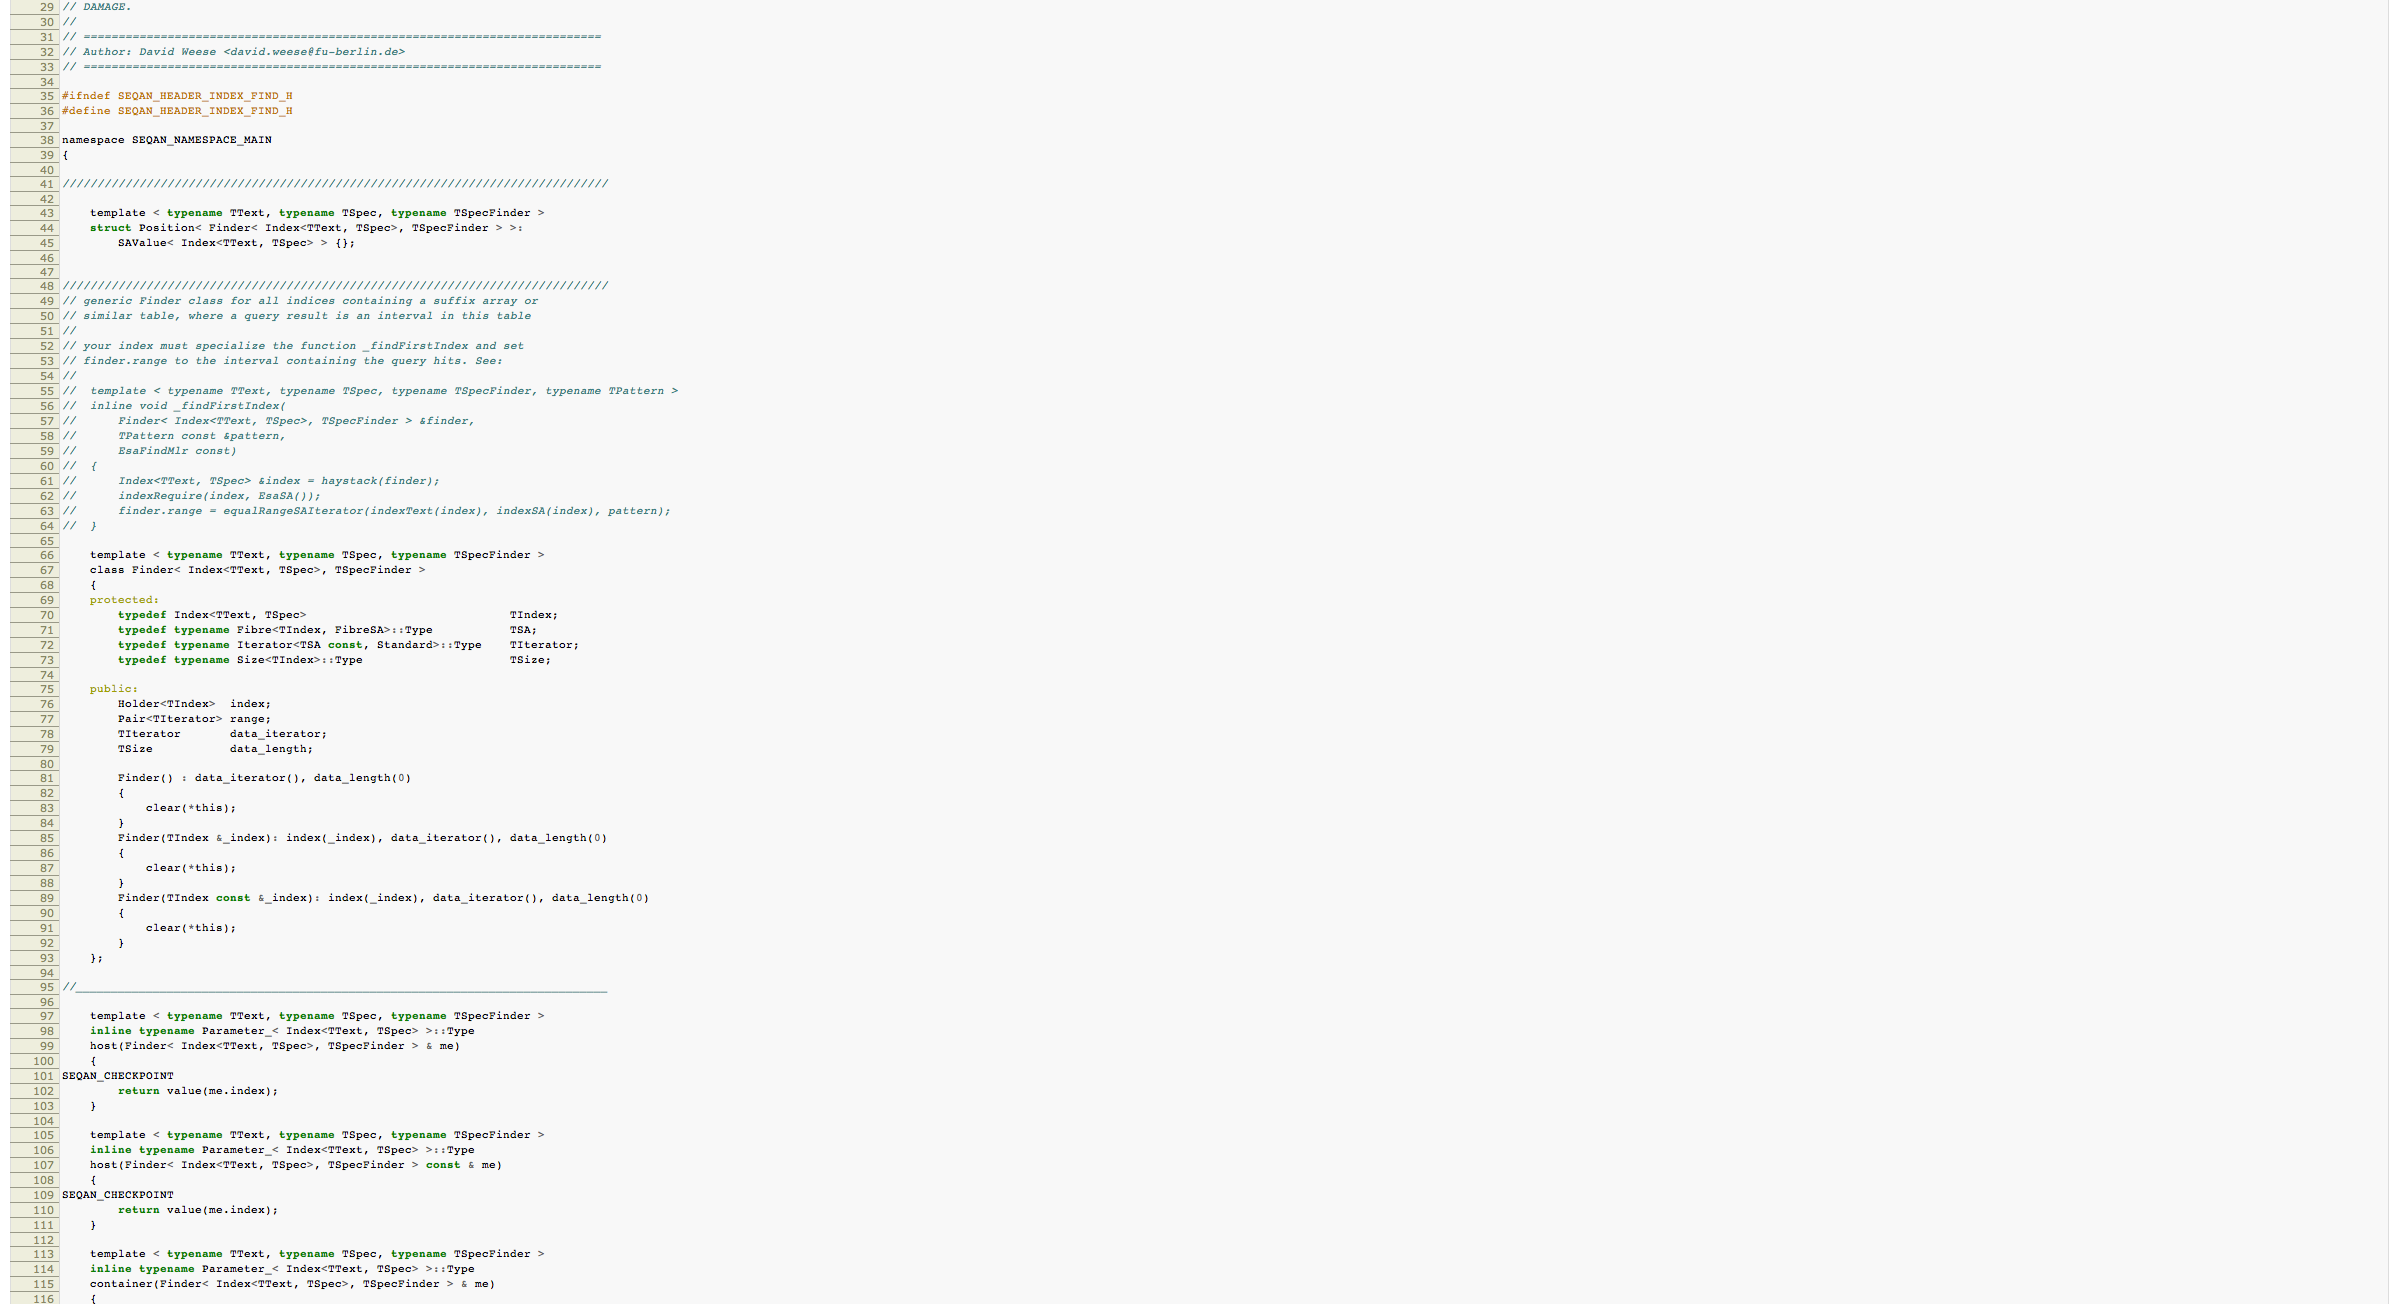 29 // DAMAGE.
30 //
31 // ==========================================================================
32 // Author: David Weese <david.weese@fu-berlin.de>
33 // ==========================================================================
34
35 #ifndef SEQAN_HEADER_INDEX_FIND_H
36 #define SEQAN_HEADER_INDEX_FIND_H
37
38 namespace SEQAN_NAMESPACE_MAIN
39 {
40
41 //////////////////////////////////////////////////////////////////////////////
42
43     template < typename TText, typename TSpec, typename TSpecFinder >
44     struct Position< Finder< Index<TText, TSpec>, TSpecFinder > >:
45         SAValue< Index<TText, TSpec> > {};
46
47
48 //////////////////////////////////////////////////////////////////////////////
49 // generic Finder class for all indices containing a suffix array or
50 // similar table, where a query result is an interval in this table
51 //
52 // your index must specialize the function _findFirstIndex and set
53 // finder.range to the interval containing the query hits. See:
54 //
55 //  template < typename TText, typename TSpec, typename TSpecFinder, typename TPattern >
56 //  inline void _findFirstIndex(
57 //      Finder< Index<TText, TSpec>, TSpecFinder > &finder,
58 //      TPattern const &pattern,
59 //      EsaFindMlr const)
60 //  {
61 //      Index<TText, TSpec> &index = haystack(finder);
62 //      indexRequire(index, EsaSA());
63 //      finder.range = equalRangeSAIterator(indexText(index), indexSA(index), pattern);
64 //  }
65
66     template < typename TText, typename TSpec, typename TSpecFinder >
67     class Finder< Index<TText, TSpec>, TSpecFinder >
68     {
69     protected:
70         typedef Index<TText, TSpec>                             TIndex;
71         typedef typename Fibre<TIndex, FibreSA>::Type           TSA;
72         typedef typename Iterator<TSA const, Standard>::Type    TIterator;
73         typedef typename Size<TIndex>::Type                     TSize;
74
75     public:
76         Holder<TIndex>  index;
77         Pair<TIterator> range;
78         TIterator       data_iterator;
79         TSize           data_length;
80
81         Finder() : data_iterator(), data_length(0)
82         {
83             clear(*this);
84         }
85         Finder(TIndex &_index): index(_index), data_iterator(), data_length(0)
86         {
87             clear(*this);
88         }
89         Finder(TIndex const &_index): index(_index), data_iterator(), data_length(0)
90         {
91             clear(*this);
92         }
93     };
94
95 //____________________________________________________________________________
96
97     template < typename TText, typename TSpec, typename TSpecFinder >
98     inline typename Parameter_< Index<TText, TSpec> >::Type
99     host(Finder< Index<TText, TSpec>, TSpecFinder > & me)
100     {
101 SEQAN_CHECKPOINT
102         return value(me.index);
103     }
104
105     template < typename TText, typename TSpec, typename TSpecFinder >
106     inline typename Parameter_< Index<TText, TSpec> >::Type
107     host(Finder< Index<TText, TSpec>, TSpecFinder > const & me)
108     {
109 SEQAN_CHECKPOINT
110         return value(me.index);
111     }
112
113     template < typename TText, typename TSpec, typename TSpecFinder >
114     inline typename Parameter_< Index<TText, TSpec> >::Type
115     container(Finder< Index<TText, TSpec>, TSpecFinder > & me)
116     {